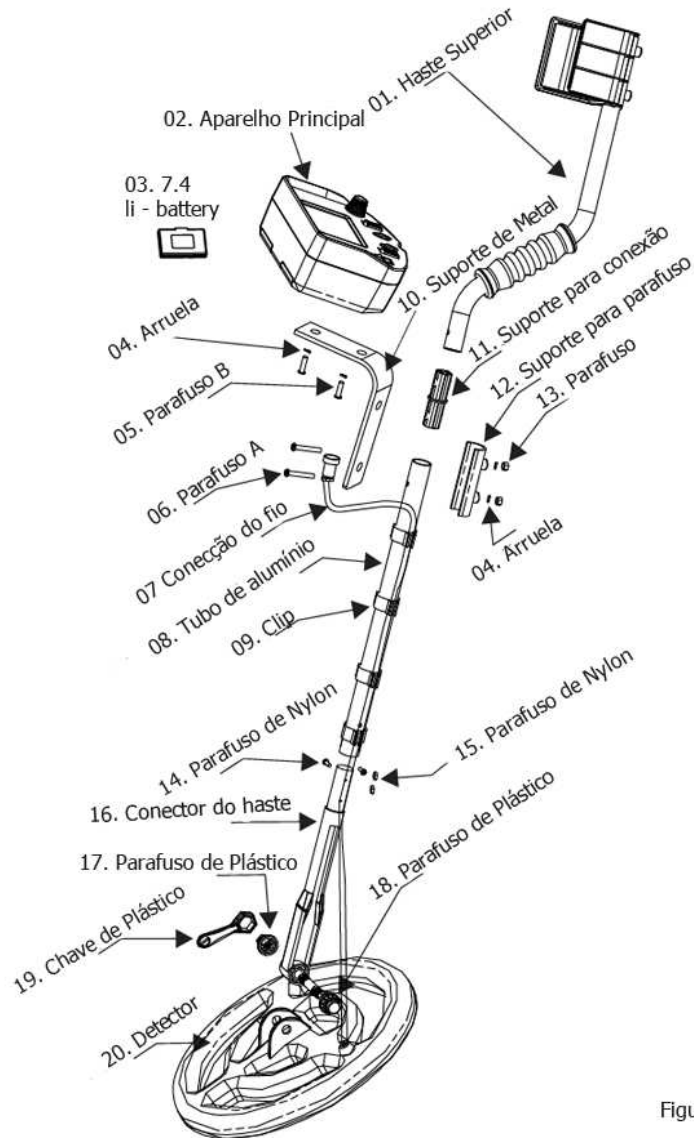 01. Haste Superior
02. Aparelho Principal
03. 7.4
li - battery
10. Suporte de Metal
11. Suporte para conexão
12. Suporte para parafuso
13. Parafuso
04. Arruela
05. Parafuso B
06. Parafuso A
07 Conecção do fio
04. Arruela
08. Tubo de alumínio
09. Clip
14. Parafuso de Nylon
15. Parafuso de Nylon
16. Conector do haste
17. Parafuso de Plástico
18. Parafuso de Plástico
19. Chave de Plástico
20. Detector
Figu